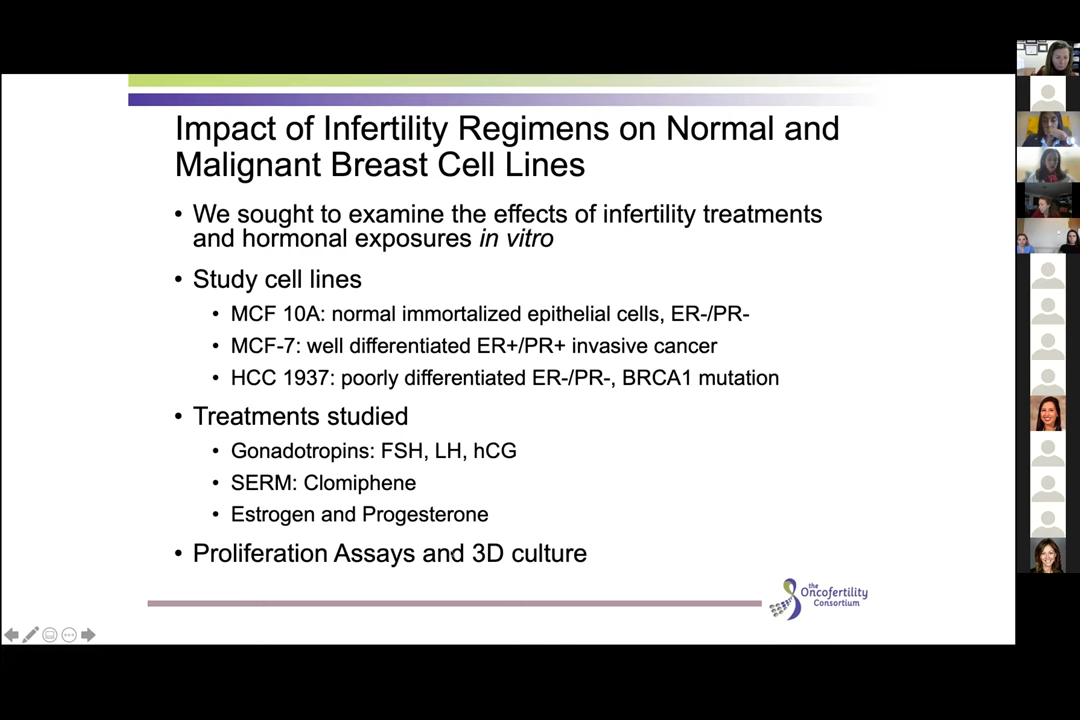 Impact of Infertility Regimens on Normal and
Malignant Breast Cell Lines
• We sought to examine the effects of infertility treatments
and hormonal exposures in vitro
• Study cell lines
• MCF 10A: normal immortalized epithelial cells, ER-/PR-
• MCF-7: well differentiated ER+/PR+ invasive cancer
• HCC 1937: poorly differentiated ER-/PR-, BRCA1 mutation
• Treatments studied
• Gonadotropins: FSH, LH, hCG
• SERM: Clomiphene
• Estrogen and Progesterone
• Proliferation Assays and 3D culture
the
Oncofertility
Consortium